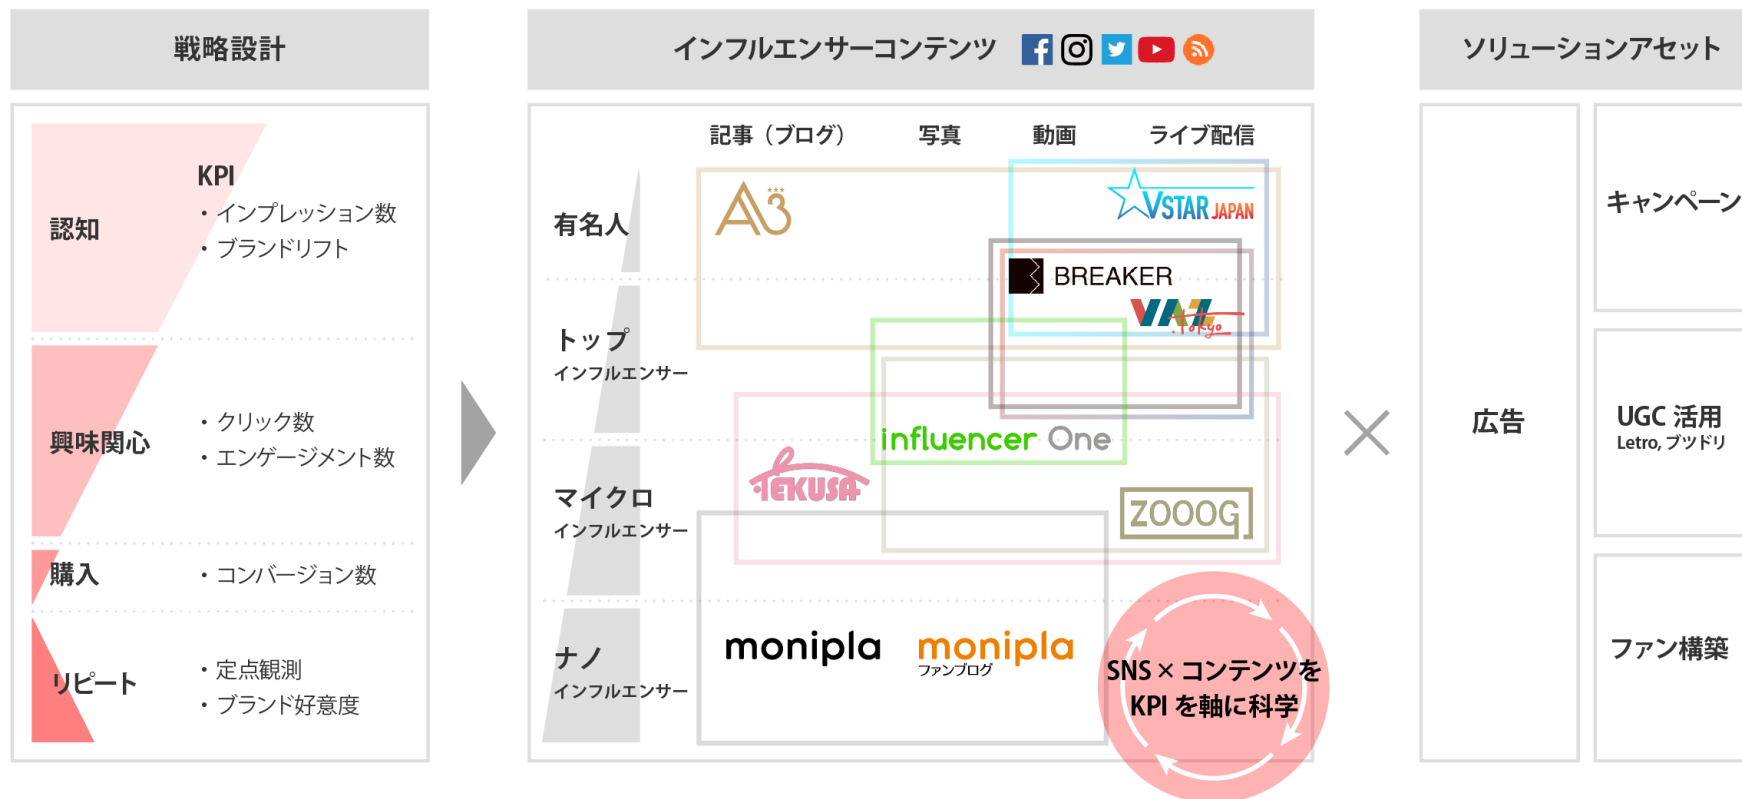 戦略設計
認知
KPI
・インプレッション数
・ブランドリフト
興味関心
・クリック数
・エンゲージメント数
購入
・コンバージョン数
リピート
・定点観測
・ブランド好意度
インフルエンサーコンテンツ
記事（ブログ） 写真 動画 ライブ配信
有名人
A3
VSTAR JAPAN
BREAKER
VAZ
.Tokyo
トップ
インフルエンサー
influencer One
マイクロ
インフルエンサー
TEKUSA
ZOOOG
ナノ
インフルエンサー
monipla
monipla
ファンブログ
SNS × コンテンツを
KPI を軸に科学
ソリューションアセット
広告
キャンペーン
UGC 活用
Letro, ブツドリ
ファン構築